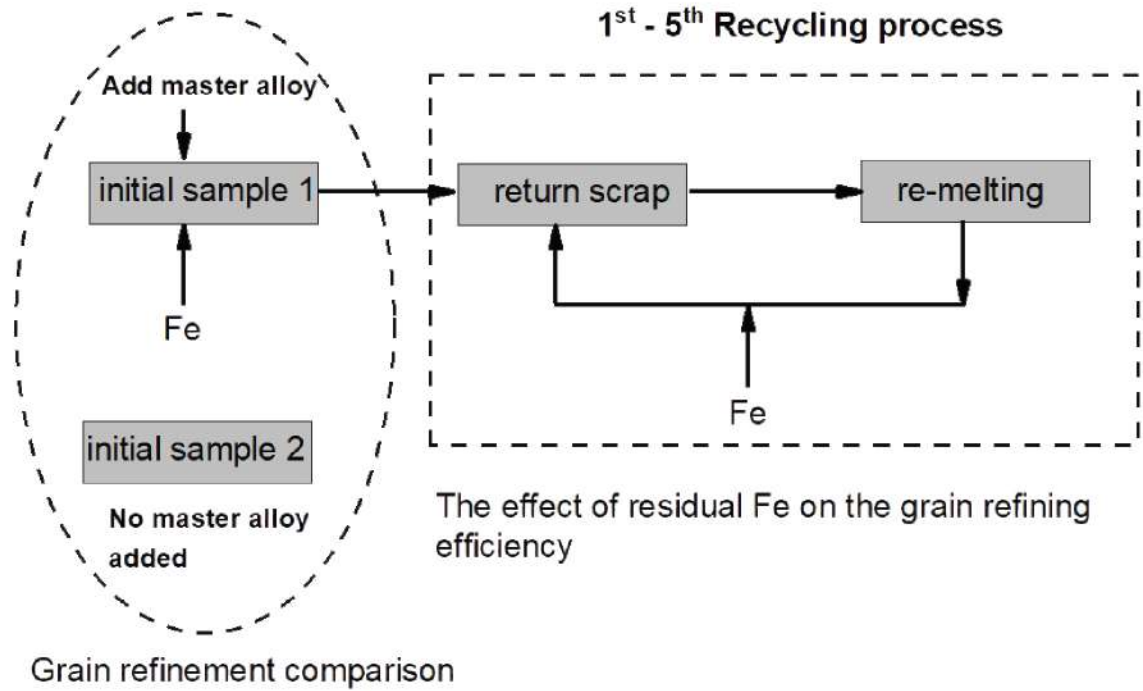 1st - 5th Recycling process
Add master alloy
initial sample 1
return scrap
re-melting
Fe
Fe
initial sample 2
No master alloy
added
The effect of residual Fe on the grain refining
efficiency
Grain refinement comparison